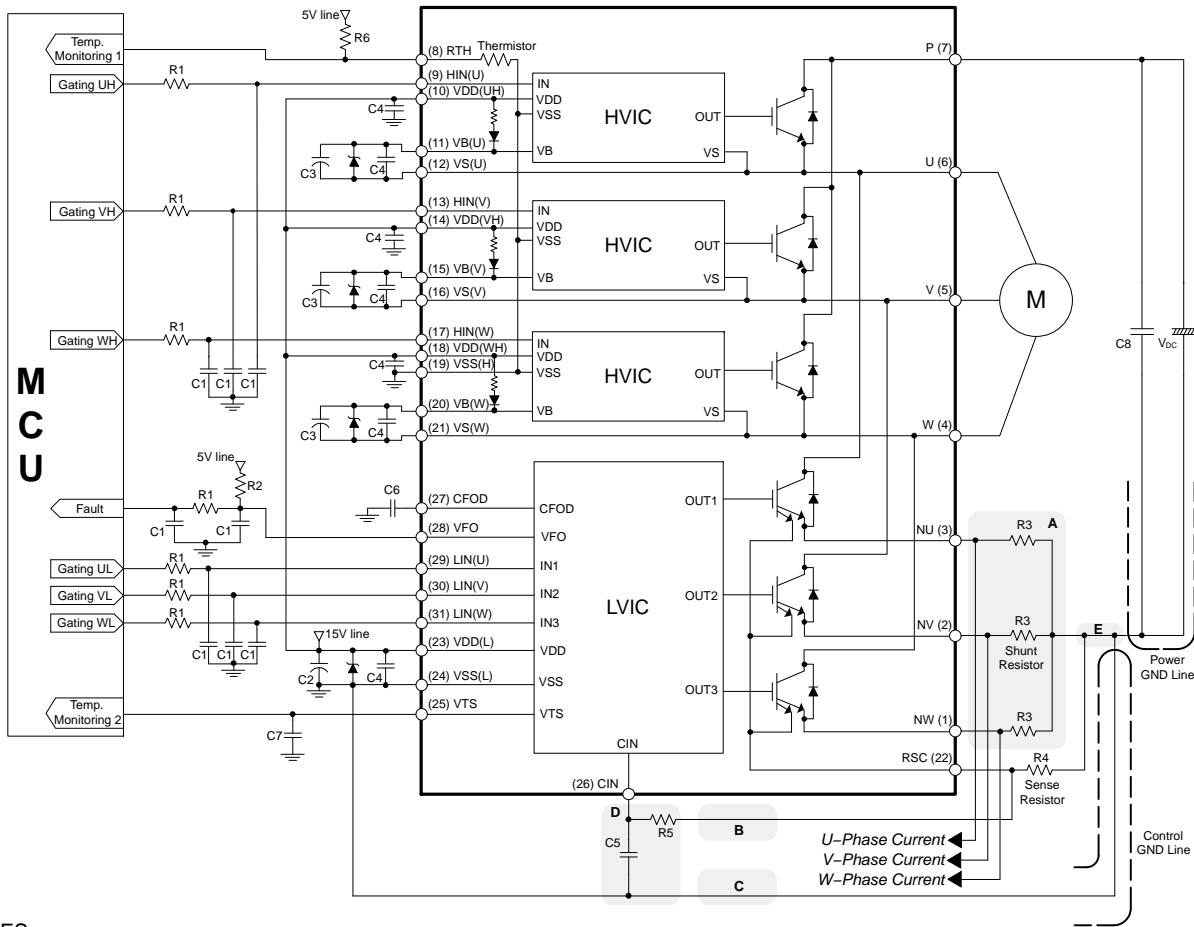 MCU
Temp.
Monitoring 1
Gating UH
Gating VH
Gating WH
Fault
Gating UL
Gating VL
Gating WL
Temp.
Monitoring 2
5V line
R6
R1
C4
C3
C4
R1
C4
C3
C4
R1
C1
C1
C1
C4
C3
C4
5V line
R2
R1
C1
C1
C6
R1
R1
R1
C1
C1
C1
15V line
C2
C4
C7
(8) RTH
Thermistor
(9) HIN(U)
(10) VDD(UH)
(11) VB(U)
(12) VS(U)
IN
VDD
VSS
VB
HVIC
OUT
VS
(13) HIN(V)
(14) VDD(VH)
(15) VB(V)
(16) VS(V)
IN
VDD
VSS
VB
HVIC
OUT
VS
(17) HIN(W)
(18) VDD(WH)
(19) VSS(H)
(20) VB(W)
(21) VS(W)
IN
VDD
VSS
VB
HVIC
OUT
VS
(27) CFOD
(28) VFO
(29) LIN(U)
(30) LIN(V)
(31) LIN(W)
(23) VDD(L)
(24) VSS(L)
(25) VTS
CFOD
VFO
IN1
IN2
IN3
VDD
VSS
VTS
LVIC
OUT1
OUT2
OUT3
CIN
(26) CIN
P (7)
U (6)
V (5)
W (4)
NU (3)
NV (2)
NW (1)
RSC (22)
M
C8
VDC
R3
A
R3
Shunt
Resistor
R3
E
R4
Sense
Resistor
Power
GND Line
Control
GND Line
D
R5
C5
B
C
U−Phase Current
V−Phase Current
W−Phase Current